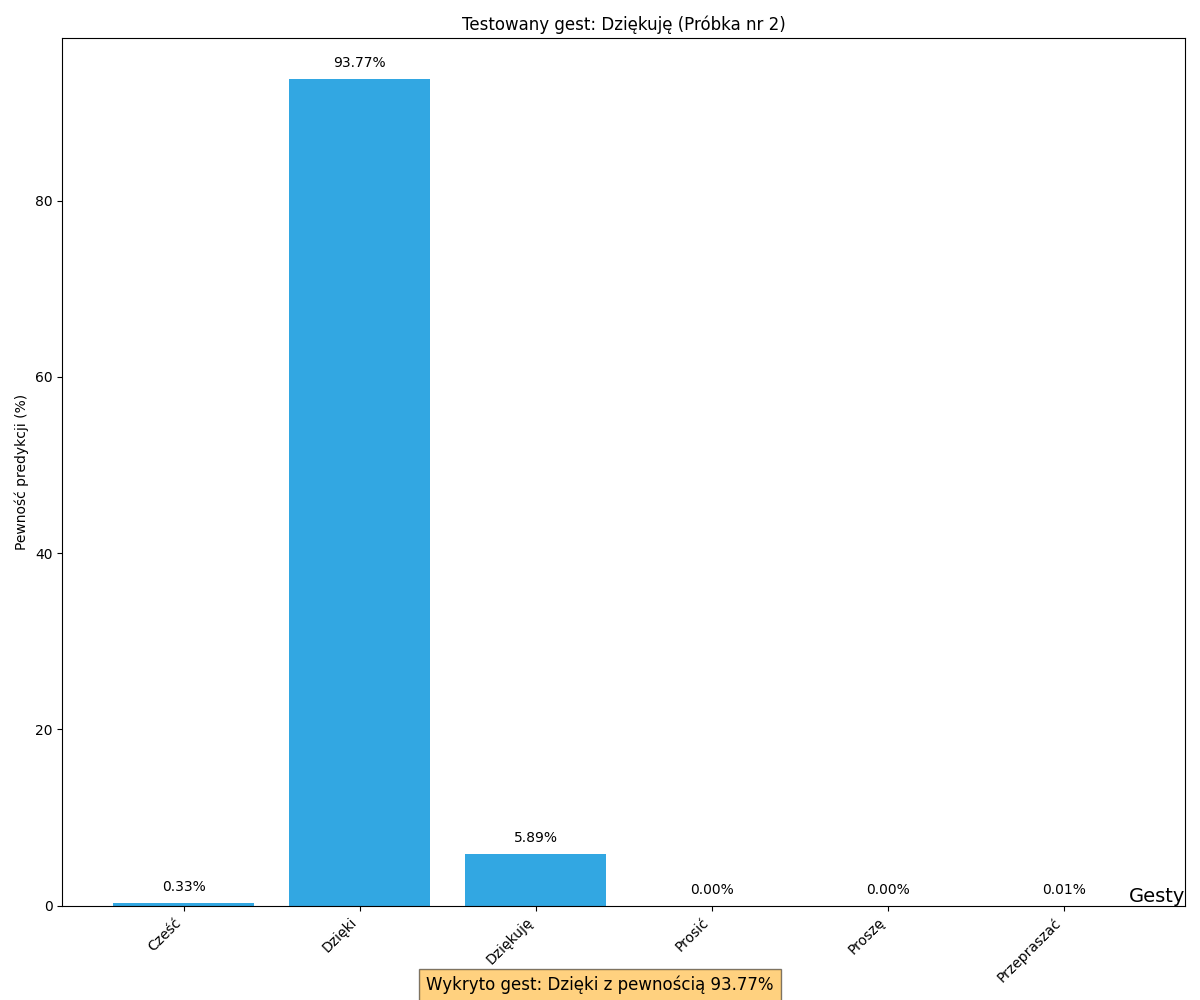 Testowany gest: Dziękuję (Próbka nr 2)
93.77%
80
60
Pewność predykcji (%)
40
20
5.89%
0.33%
0.00%
0.00%
0.01%
Gesty
0
Cześć
Dzięki
Dziękuję
Prosić
Proszę
Przepraszać
Wykryto gest: Dzięki z pewnością 93.77%